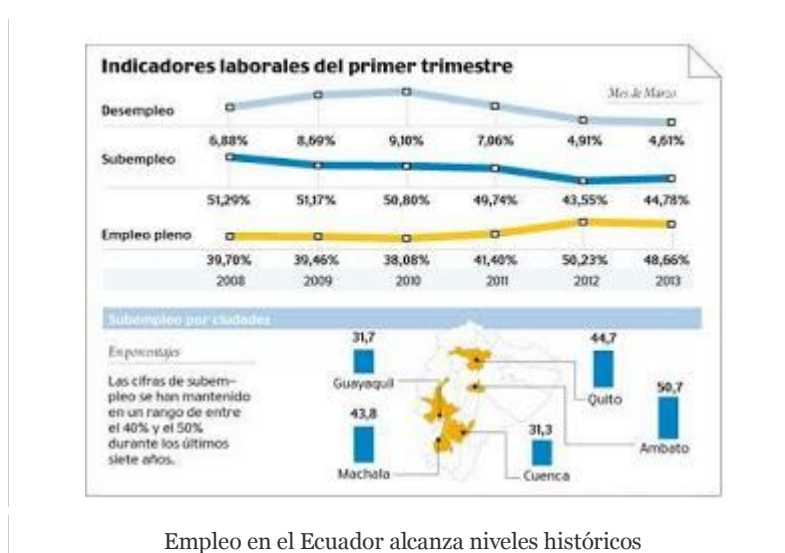 Indicadores laborales del primer trimestre
Mes de Marzo
Desempleo
6,88% 8,69% 9,10% 7,06% 4,91% 4,61%
Subempleo
51,29% 51,17% 50,80% 49,74% 43,55% 44,78%
Empleo pleno
39,70% 39,46% 38,08% 41,40% 50,23% 48,66%
2008 2009 2010 2011 2012 2013
Subempleo por ciudades
En porcentajes
Las cifras de subem-
pleo se han mantenido
en un rango de entre
el 40% y el 50%
durante los últimos
siete años.
31,7
Guayaquil
43,8
Machala
44,7
Quito
50,7
Ambato
31,3
Cuenca
Empleo en el Ecuador alcanza niveles históricos